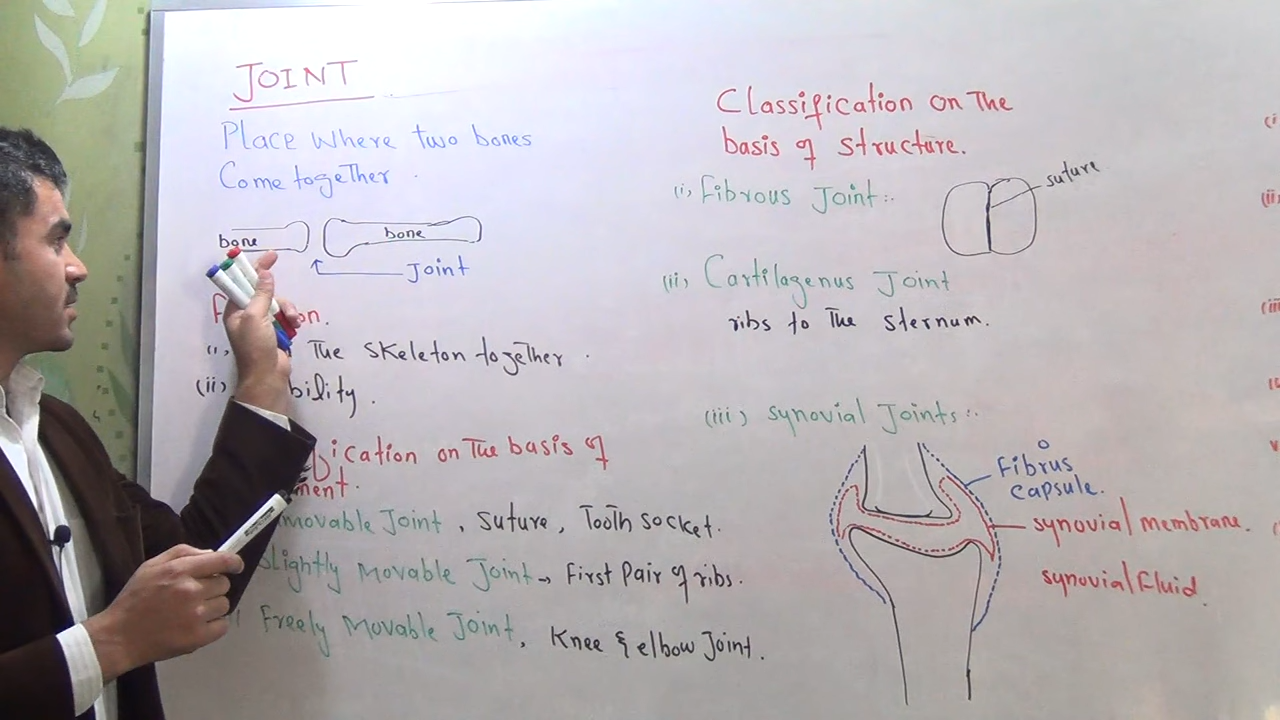 JOINT
Place Where two bones
Come together.
bone
bone
Joint
(i) The skeleton together.
(ii)
ication on The basis of
ment.
movable Joint, Suture, Tooth socket.
Slightly Movable Joint → First Pair of ribs.
Freely Movable Joint, Knee & elbow Joint.
Classification on The
basis of structure.
(i) Fibrous Joint:.
suture
(ii) Cartilagenus Joint
ribs to The Sternum.
(iii) Synovial Joints:.
Fibrus
capsule.
synovial membrane.
synovial Fluid.
(i
(ii
(iii